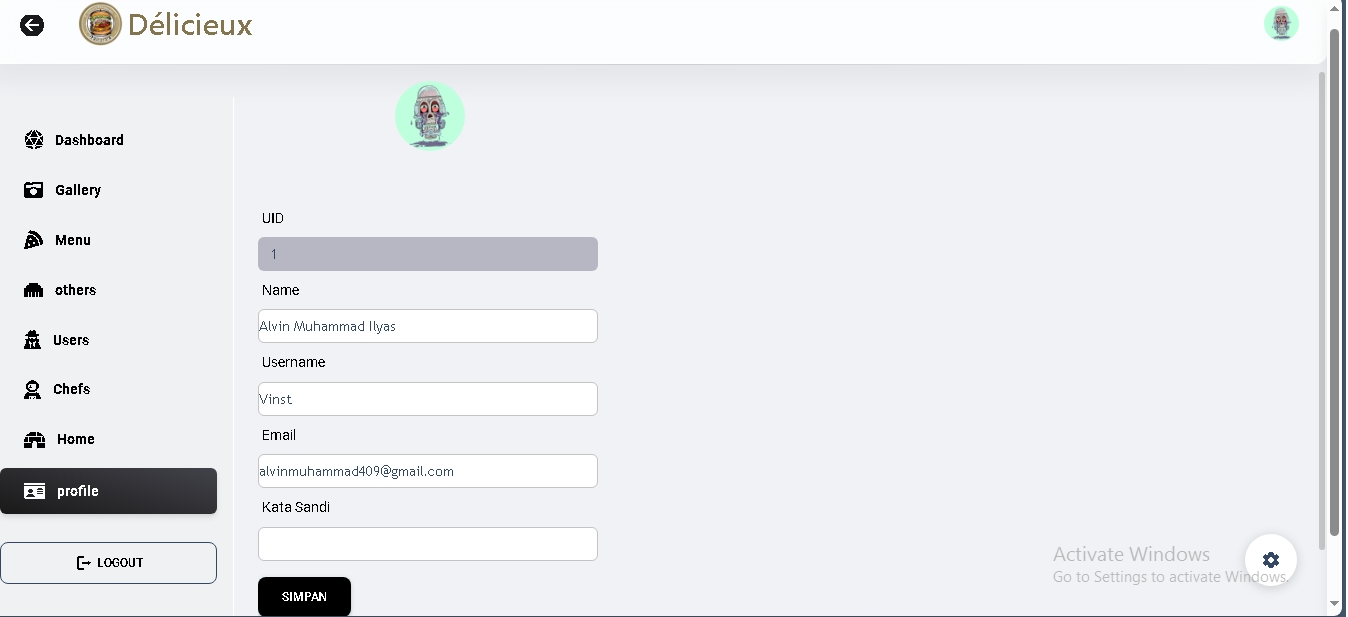 Délicieux
Dashboard
Gallery
Menu
others
Users
Chefs
Home
profile
LOGOUT
UID
1
Name
Alvin Muhammad Ilyas
Username
Vinst
Email
alvinmuhammad409@gmail.com
Kata Sandi
SIMPAN
Activate Windows
Go to Settings to activate Windows.